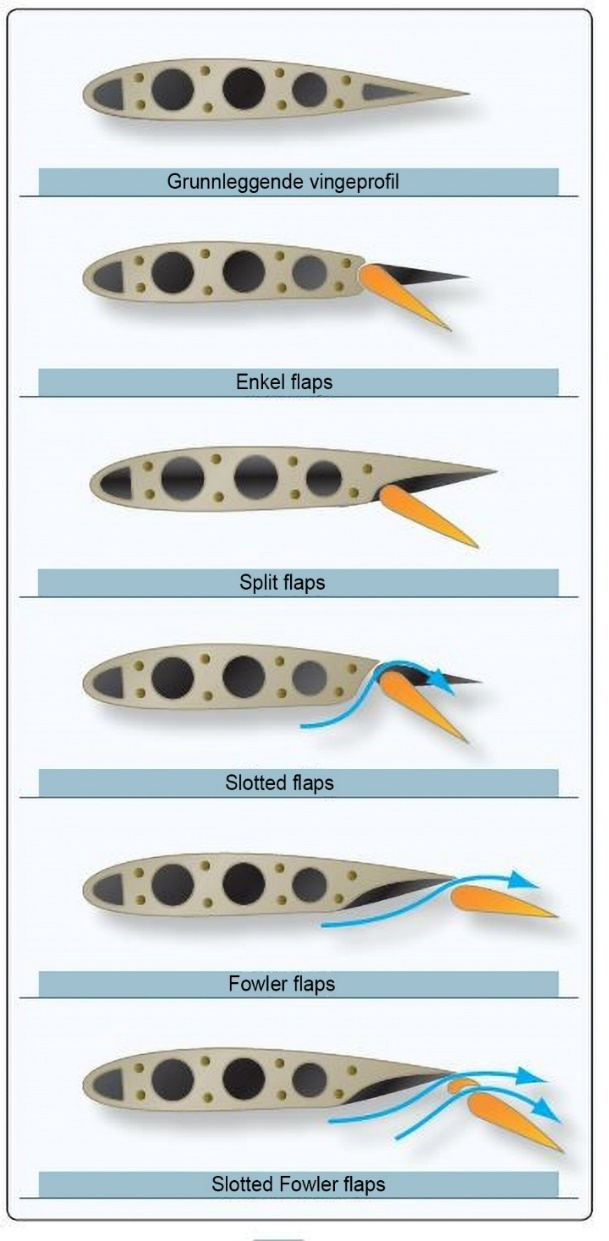 Grunnleggende vingeprofil
Enkel flaps
Split flaps
Slotted flaps
Fowler flaps
Slotted Fowler flaps